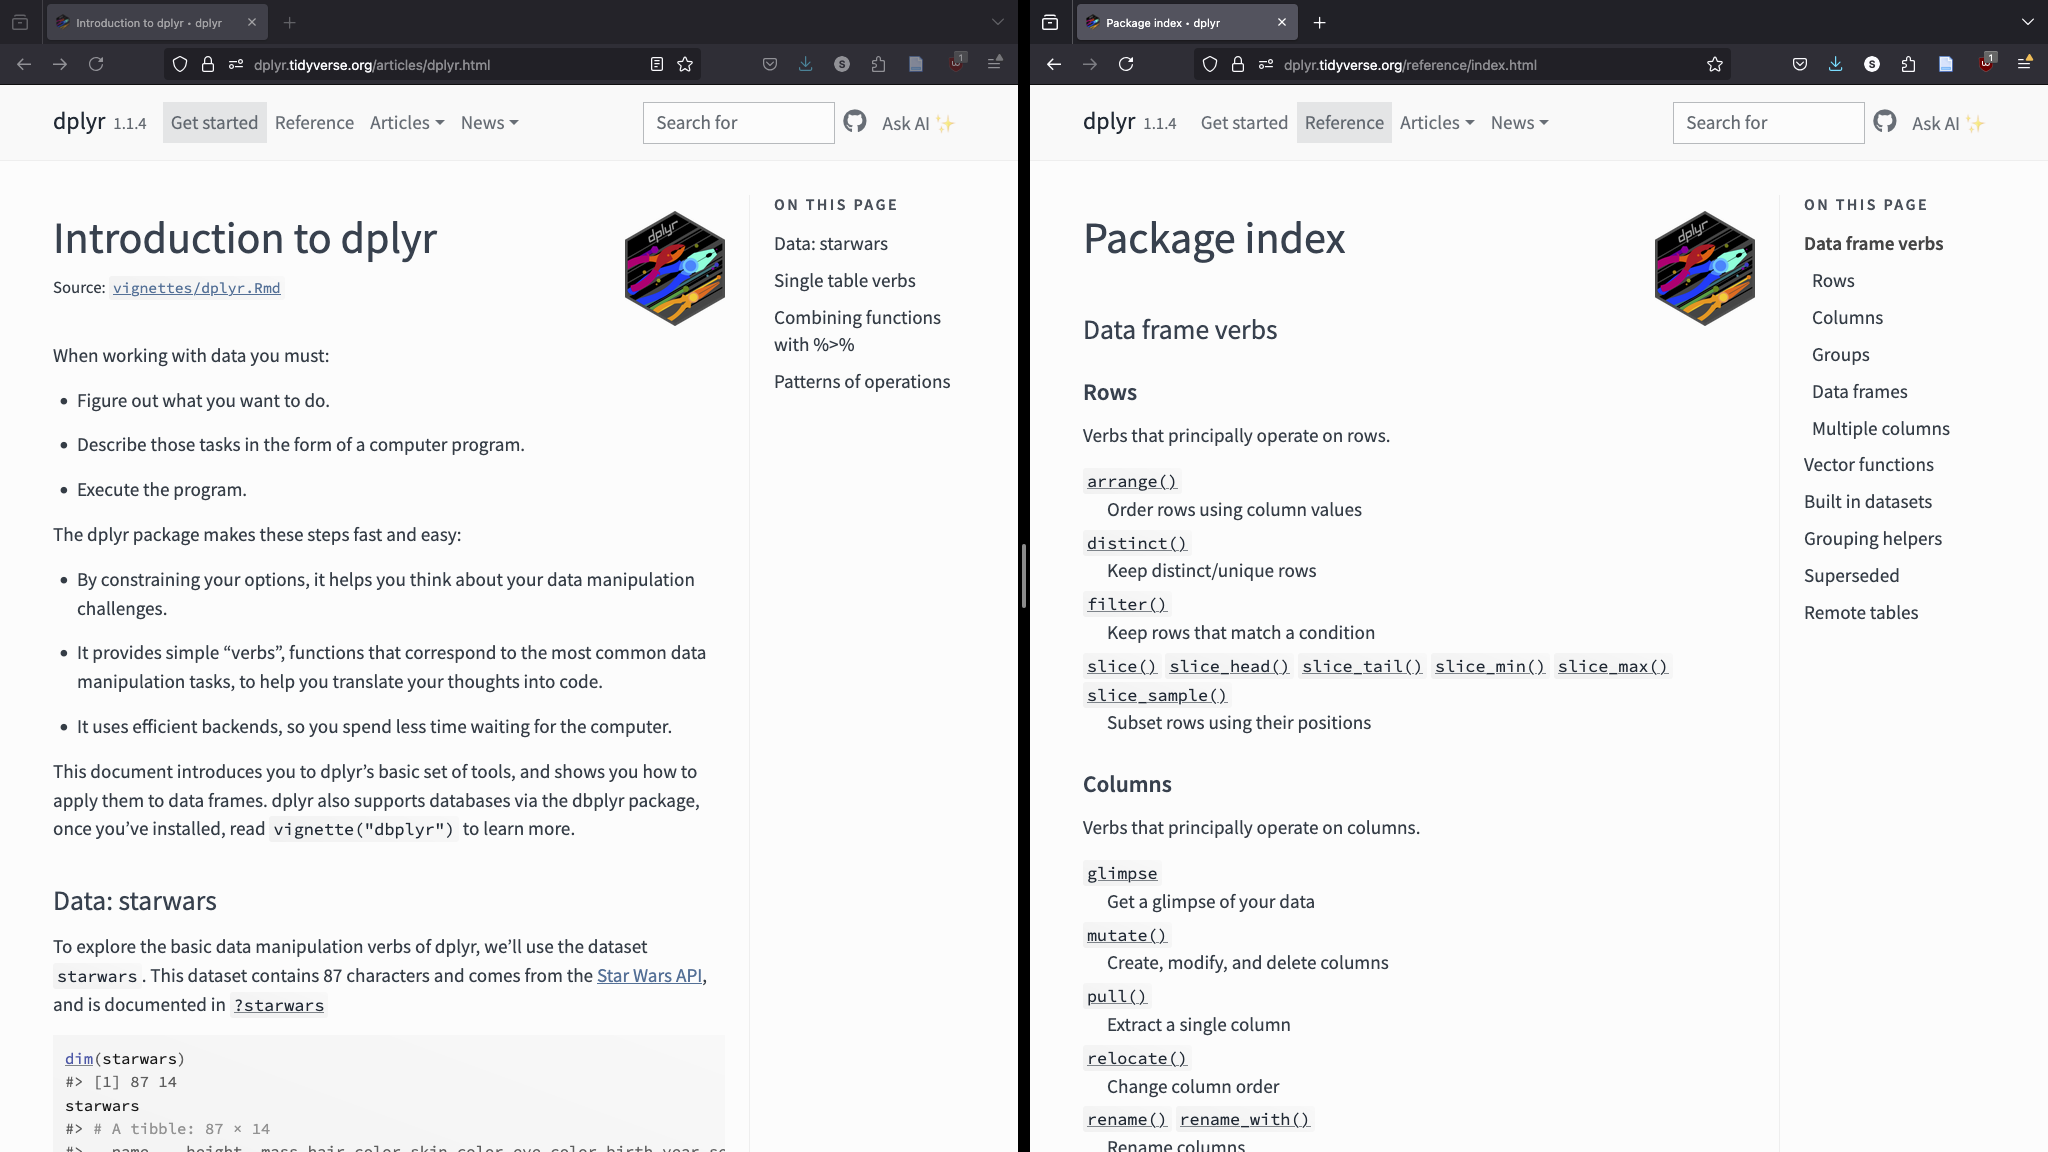 Introduction to dplyr • dplyr
dplyr.tidyverse.org/articles/dplyr.html
1
dplyr 1.1.4 Get started Reference Articles News Search for Ask AI ✨
Introduction to dplyr
dplyr
Source: vignettes/dplyr.Rmd
When working with data you must:
• Figure out what you want to do.
• Describe those tasks in the form of a computer program.
• Execute the program.
The dplyr package makes these steps fast and easy:
• By constraining your options, it helps you think about your data manipulation
challenges.
• It provides simple “verbs”, functions that correspond to the most common data
manipulation tasks, to help you translate your thoughts into code.
• It uses efficient backends, so you spend less time waiting for the computer.
This document introduces you to dplyr’s basic set of tools, and shows you how to
apply them to data frames. dplyr also supports databases via the dbplyr package,
once you’ve installed, read vignette("dbplyr") to learn more.
Data: starwars
To explore the basic data manipulation verbs of dplyr, we’ll use the dataset
starwars. This dataset contains 87 characters and comes from the Star Wars API,
and is documented in ?starwars
dim(starwars)
#> [1] 87 14
starwars
#> # A tibble: 87 × 14
#> name height mass hair_color skin_color eye_color birth_year se
ON THIS PAGE
Data: starwars
Single table verbs
Combining functions
with %>%
Patterns of operations
Package index • dplyr
dplyr.tidyverse.org/reference/index.html
S
1
dplyr 1.1.4 Get started Reference Articles News Search for Ask AI ✨
Package index
dplyr
Data frame verbs
Rows
Verbs that principally operate on rows.
arrange()
Order rows using column values
distinct()
Keep distinct/unique rows
filter()
Keep rows that match a condition
slice() slice_head() slice_tail() slice_min() slice_max()
slice_sample()
Subset rows using their positions
Columns
Verbs that principally operate on columns.
glimpse
Get a glimpse of your data
mutate()
Create, modify, and delete columns
pull()
Extract a single column
relocate()
Change column order
rename() rename_with()
Rename columns
ON THIS PAGE
Data frame verbs
Rows
Columns
Groups
Data frames
Multiple columns
Vector functions
Built in datasets
Grouping helpers
Superseded
Remote tables